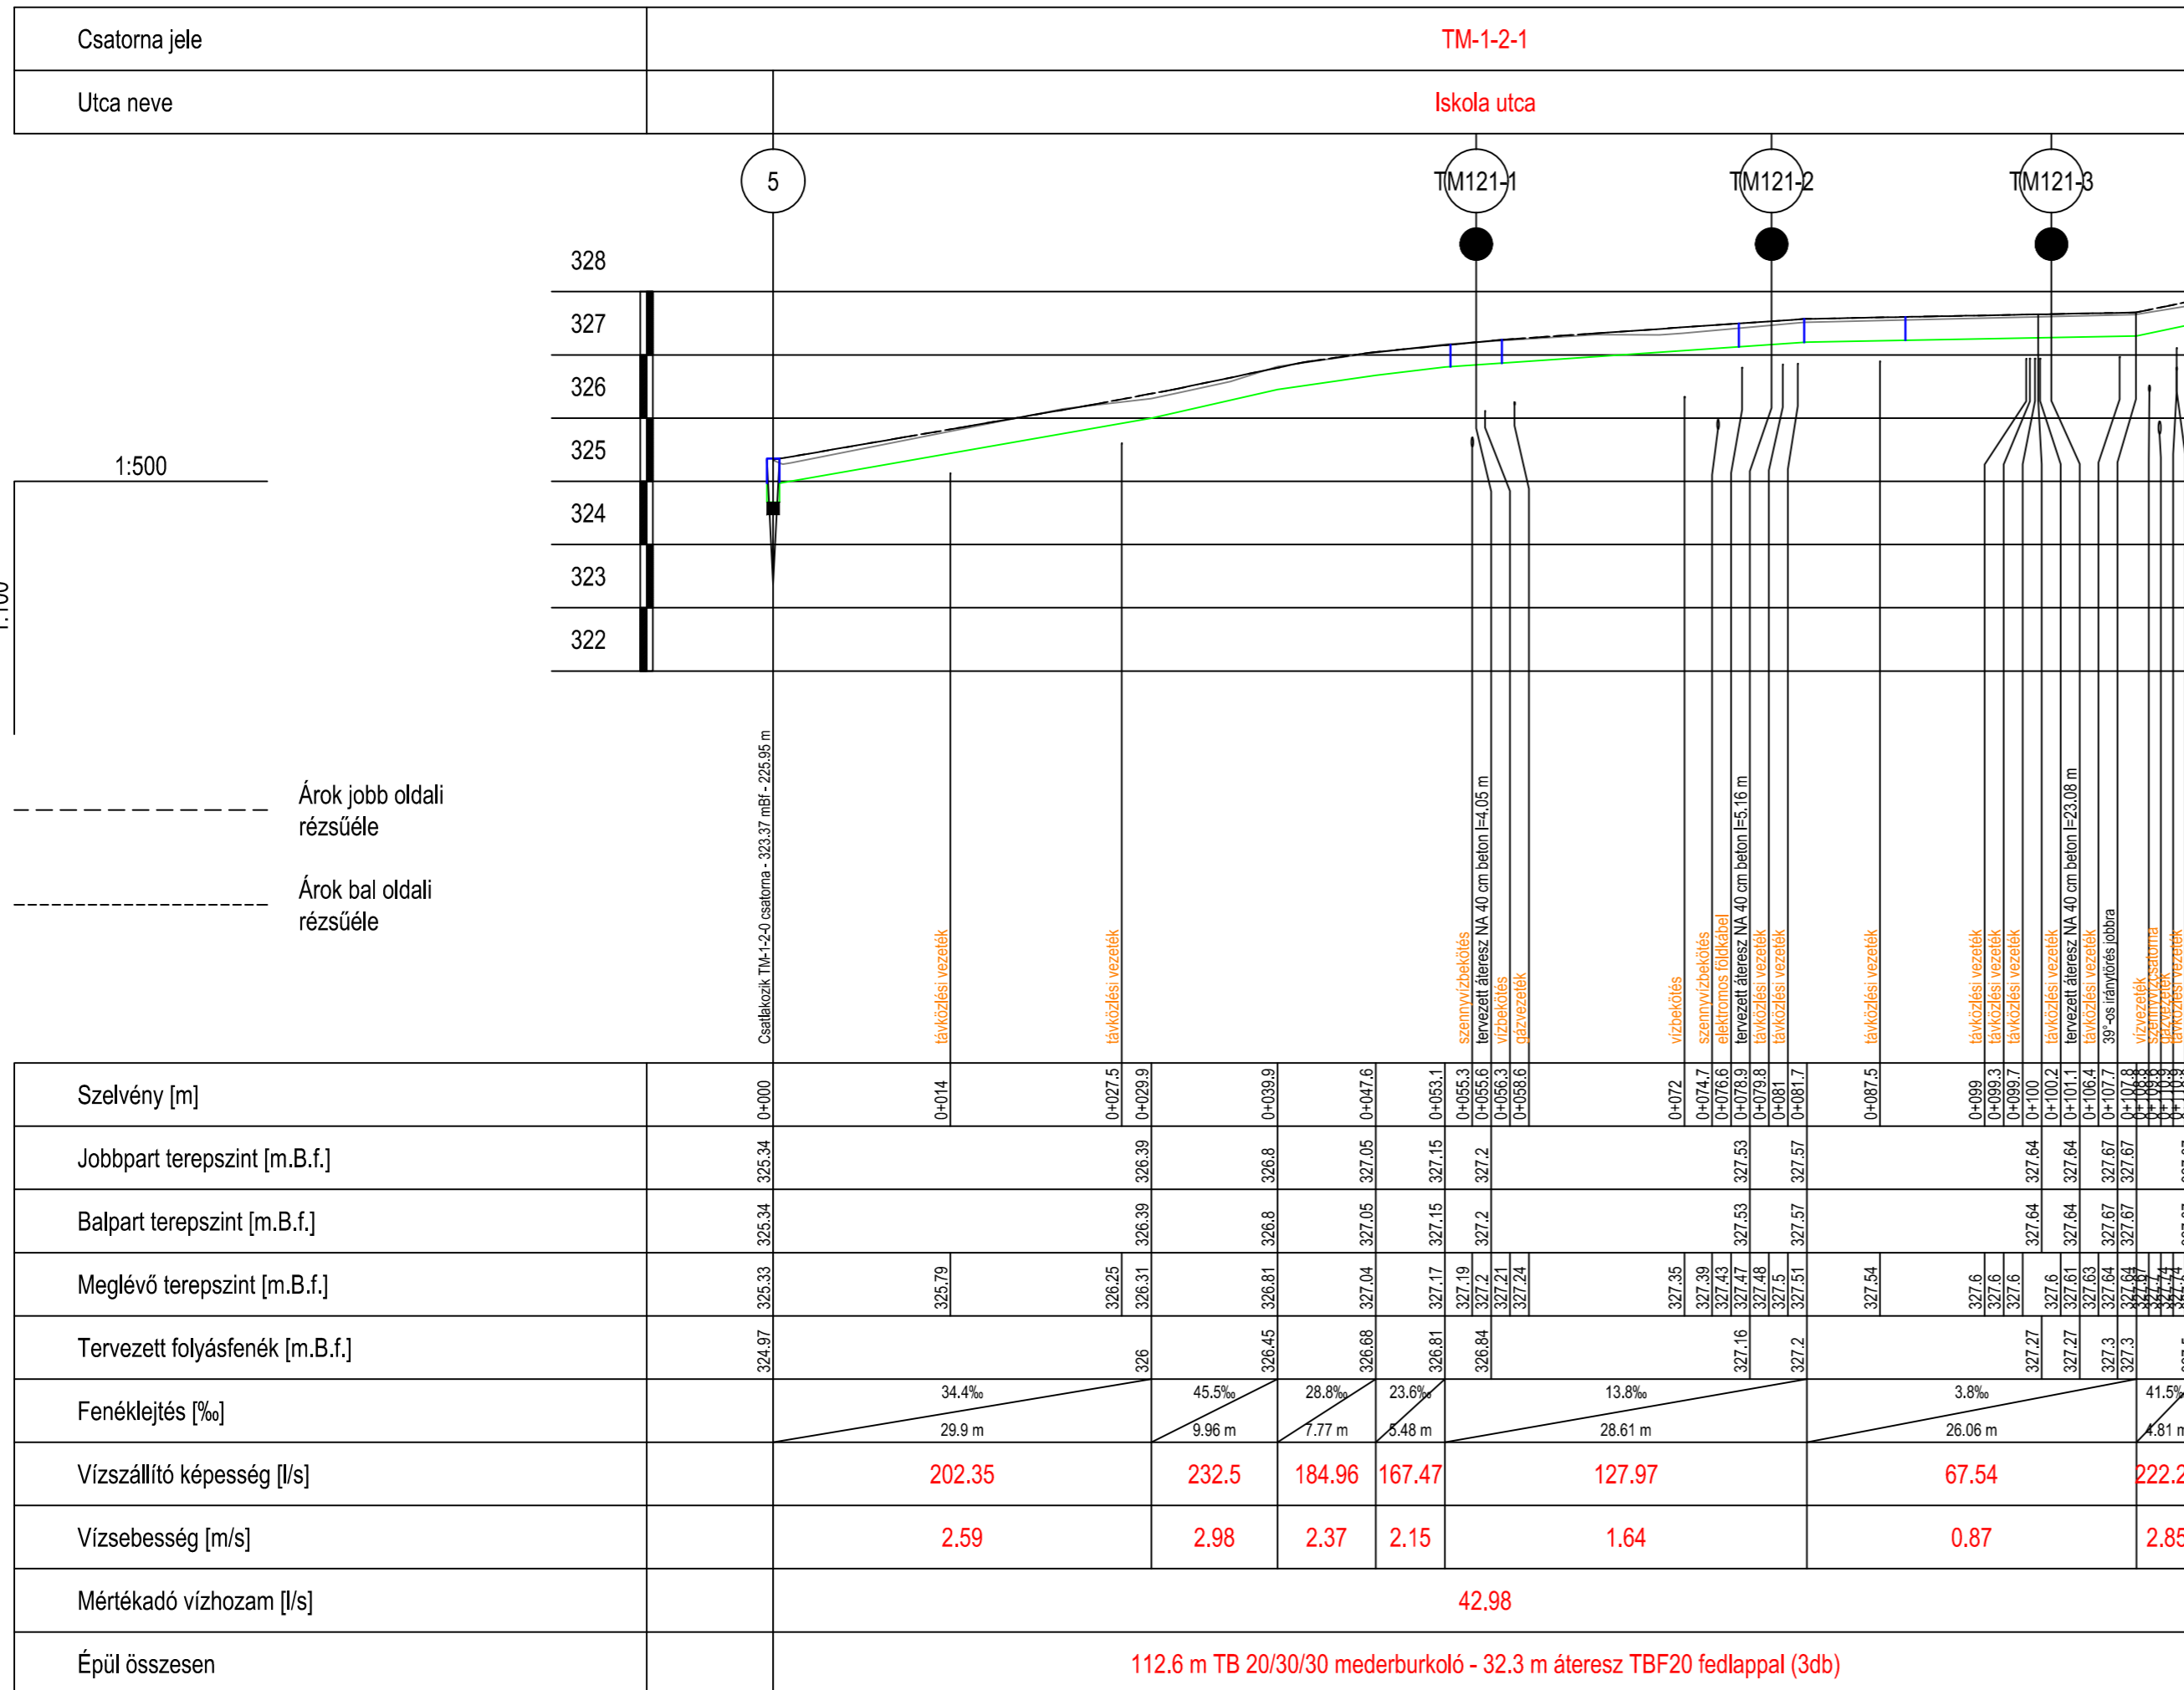 Csatorna jele
TM-1-2-1
Utca neve
Iskola utca
5
TM121-1
TM121-2
TM121-3
328
327
326
325
324
323
322
1:500
1:100
Árok jobb oldali
rézsűéle
Árok bal oldali
rézsűéle
Csatlakozik TM-1-2-0 csatorna - 323.37 mBf - 225.95 m
távközlési vezeték
távközlési vezeték
szennyvízbekötés
tervezett áteresz NA 40 cm beton l=4.05 m
vízbekötés
gázvezeték
vízbekötés
szennyvízbekötés
elektromos földkábel
tervezett áteresz NA 40 cm beton l=5.16 m
távközlési vezeték
távközlési vezeték
távközlési vezeték
távközlési vezeték
távközlési vezeték
távközlési vezeték
távközlési vezeték
tervezett áteresz NA 40 cm beton l=23.08 m
távközlési vezeték
39°-os iránytörés jobbra
vízvezeték
szennyvízcsatorna
gázvezeték
távközlési vezeték
Szelvény [m]
0+000 0+014 0+027.5 0+029.9 0+039.9 0+047.6 0+053.1 0+055.3 0+055.6 0+056.3 0+058.6 0+072 0+074.7 0+076.6 0+078.9 0+079.8 0+081 0+081.7 0+087.5 0+099 0+099.3 0+099.7 0+100 0+100.2 0+101.1 0+106.4 0+107.7 0+107.8
Jobbpart terepszint [m.B.f.]
325.34 326.39 326.8 327.05 327.15 327.2 327.53 327.57 327.64 327.64 327.67 327.67
Balpart terepszint [m.B.f.]
325.34 326.39 326.8 327.05 327.15 327.2 327.53 327.57 327.64 327.64 327.67 327.67
Meglévő terepszint [m.B.f.]
325.33 325.79 326.25 326.31 326.81 327.04 327.17 327.19 327.2 327.21 327.24 327.35 327.39 327.43 327.47 327.48 327.5 327.51 327.54 327.6 327.6 327.6 327.6 327.61 327.63 327.64 327.64
Tervezett folyásfenék [m.B.f.]
324.97 326 326.45 326.68 326.81 326.84 327.16 327.2 327.27 327.27 327.3 327.3
Fenéklejtés [‰]
34.4‰ 45.5‰ 28.8‰ 23.6‰ 13.8‰ 3.8‰ 41.5‰
29.9 m 9.96 m 7.77 m 5.48 m 28.61 m 26.06 m 4.81 m
Vízszállító képesség [l/s]
202.35 232.5 184.96 167.47 127.97 67.54 222.2
Vízsebesség [m/s]
2.59 2.98 2.37 2.15 1.64 0.87 2.85
Mértékadó vízhozam [l/s]
42.98
Épül összesen
112.6 m TB 20/30/30 mederburkoló - 32.3 m áteresz TBF20 fedlappal (3db)